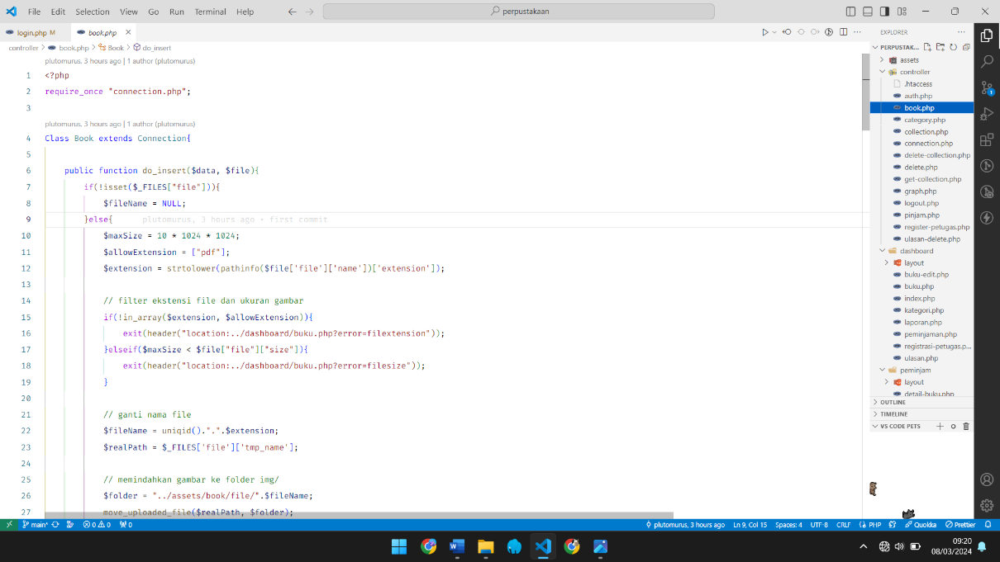 File Edit Selection View Go Run Terminal Help perpustakaan
login.php M book.php
controller > book.php > Book > do_insert
plutomurus, 3 hours ago | 1 author (plutomurus)
1 <?php
2 require_once "connection.php";
3
plutomurus, 3 hours ago | 1 author (plutomurus)
4 Class Book extends Connection{
5
6 public function do_insert($data, $file){
7 if(!isset($_FILES["file"])){
8 $fileName = NULL;
9 }else{ plutomurus, 3 hours ago • first commit
10 $maxSize = 10 * 1024 * 1024;
11 $allowExtension = ["pdf"];
12 $extension = strtolower(pathinfo($file['file']['name'])['extension']);
13
14 // filter ekstensi file dan ukuran gambar
15 if(!in_array($extension, $allowExtension)){
16 exit(header("location:../dashboard/buku.php?error=filextension"));
17 }elseif($maxSize < $file["file"]["size"]){
18 exit(header("location:../dashboard/buku.php?error=filesize"));
19 }
20
21 // ganti nama file
22 $fileName = uniqid().".".$extension;
23 $realPath = $_FILES['file']['tmp_name'];
24
25 // memindahkan gambar ke folder img/
26 $folder = "../assets/book/file/".$fileName;
27 move_uploaded_file($realPath, $folder);
EXPLORER
PERPUSTAK...
assets
controller
.htaccess
auth.php
book.php
category.php
collection.php
connection.php
delete-collection.php
delete.php
get-collection.php
graph.php
logout.php
pinjam.php
register-petugas.php
ulasan-delete.php
dashboard
layout
buku-edit.php
buku.php
index.php
kategori.php
laporan.php
peminjaman.php
registrasi-petugas.p...
ulasan.php
peminjam
layout
detail-buku.php
OUTLINE
TIMELINE
VS CODE PETS
1
main* 0 0 0 plutomurus, 3 hours ago Ln 9, Col 15 Spaces: 4 UTF-8 CRLF PHP Quokka Prettier
09:20
08/03/2024